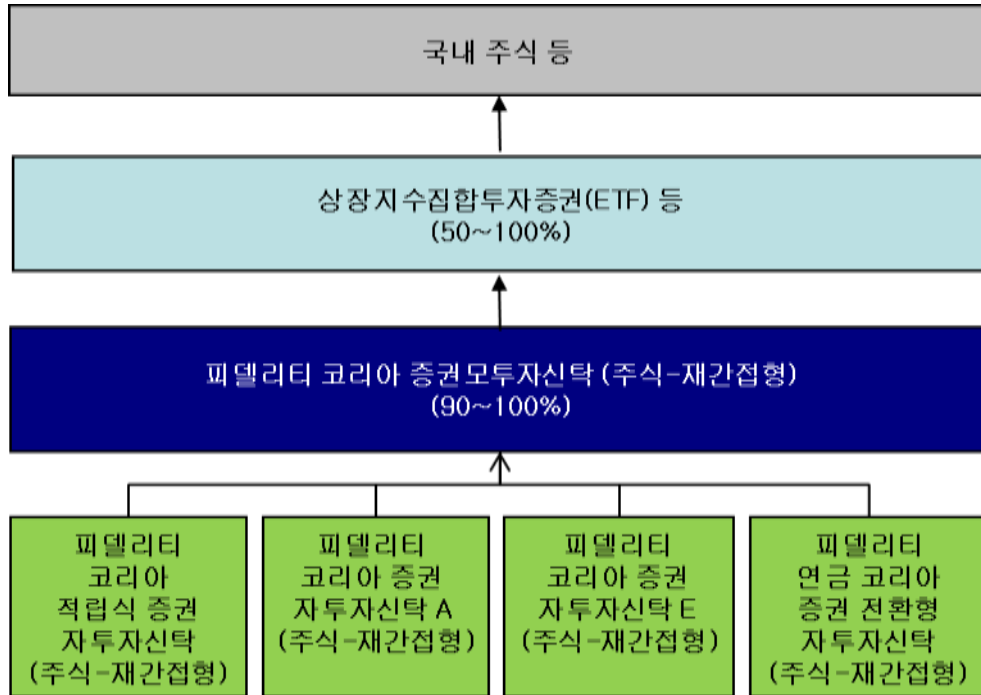 국내 주식 등
상장지수집합투자증권(ETF) 등
(50~100%)
피델리티 코리아 증권모투자신탁 (주식-재간접형)
(90~100%)
피델리티
코리아
적립식 증권
자투자신탁
(주식-재간접형)
피델리티
코리아 증권
자투자신탁 A
(주식-재간접형)
피델리티
코리아 증권
자투자신탁 E
(주식-재간접형)
피델리티
연금 코리아
증권 전환형
자투자신탁
(주식-재간접형)